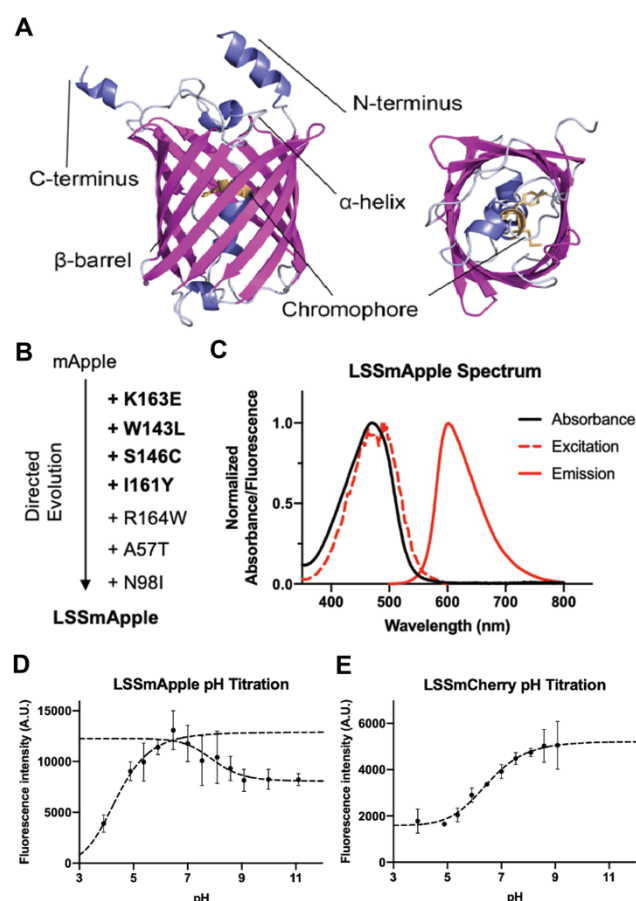 A
N-terminus
C-terminus
α-helix
β-barrel
Chromophore
B
mApple
Directed
Evolution
+ K163E
+ W143L
+ S146C
+ I161Y
+ R164W
+ A57T
+ N98I
LSSmApple
C
LSSmApple Spectrum
Normalized
Absorbance/Fluorescence
1.0
0.5
0.0
400
500
600
700
800
Wavelength (nm)
Absorbance
Excitation
Emission
D
LSSmApple pH Titration
Fluorescence intensity (A.U.)
15000
10000
5000
0
3
5
7
9
11
pH
E
LSSmCherry pH Titration
Fluorescence intensity (A.U.)
6000
4000
2000
0
3
5
7
9
11
pH